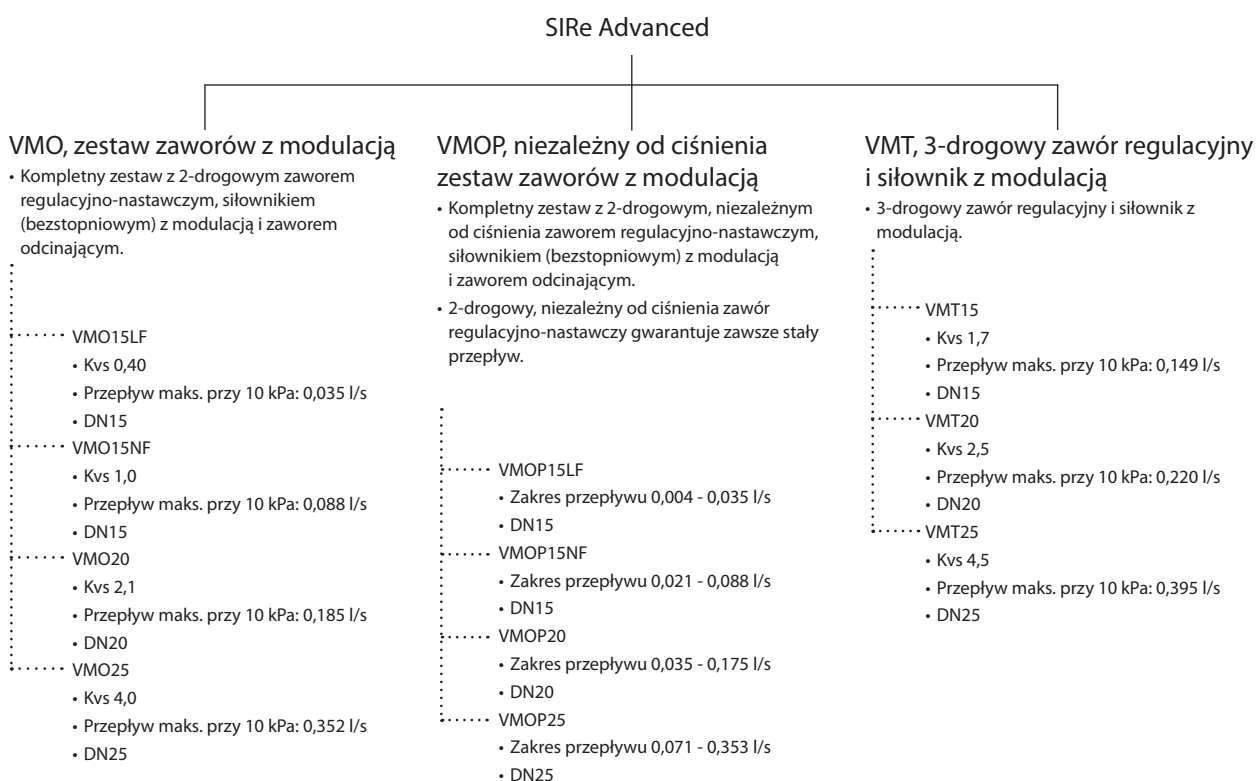 SIRe Advanced
VMO, zestaw zaworów z modulacją
• Kompletny zestaw z 2-drogowym zaworem
regulacyjno-nastawczym, siłownikiem
(bezstopniowym) z modulacją i zaworem
odcinającym.
VMO15LF
• Kvs 0,40
• Przepływ maks. przy 10 kPa: 0,035 l/s
• DN15
VMO15NF
• Kvs 1,0
• Przepływ maks. przy 10 kPa: 0,088 l/s
• DN15
VMO20
• Kvs 2,1
• Przepływ maks. przy 10 kPa: 0,185 l/s
• DN20
VMO25
• Kvs 4,0
• Przepływ maks. przy 10 kPa: 0,352 l/s
• DN25
VMOP, niezależny od ciśnienia
zestaw zaworów z modulacją
• Kompletny zestaw z 2-drogowym, niezależnym
od ciśnienia zaworem regulacyjno-nastawczym,
siłownikiem (bezstopniowym) z modulacją
i zaworem odcinającym.
• 2-drogowy, niezależny od ciśnienia zawór
regulacyjno-nastawczy gwarantuje zawsze stały
przepływ.
VMOP15LF
• Zakres przepływu 0,004 - 0,035 l/s
• DN15
VMOP15NF
• Zakres przepływu 0,021 - 0,088 l/s
• DN15
VMOP20
• Zakres przepływu 0,035 - 0,175 l/s
• DN20
VMOP25
• Zakres przepływu 0,071 - 0,353 l/s
• DN25
VMT, 3-drogowy zawór regulacyjny
i siłownik z modulacją
• 3-drogowy zawór regulacyjny i siłownik z
modulacją.
VMT15
• Kvs 1,7
• Przepływ maks. przy 10 kPa: 0,149 l/s
• DN15
VMT20
• Kvs 2,5
• Przepływ maks. przy 10 kPa: 0,220 l/s
• DN20
VMT25
• Kvs 4,5
• Przepływ maks. przy 10 kPa: 0,395 l/s
• DN25